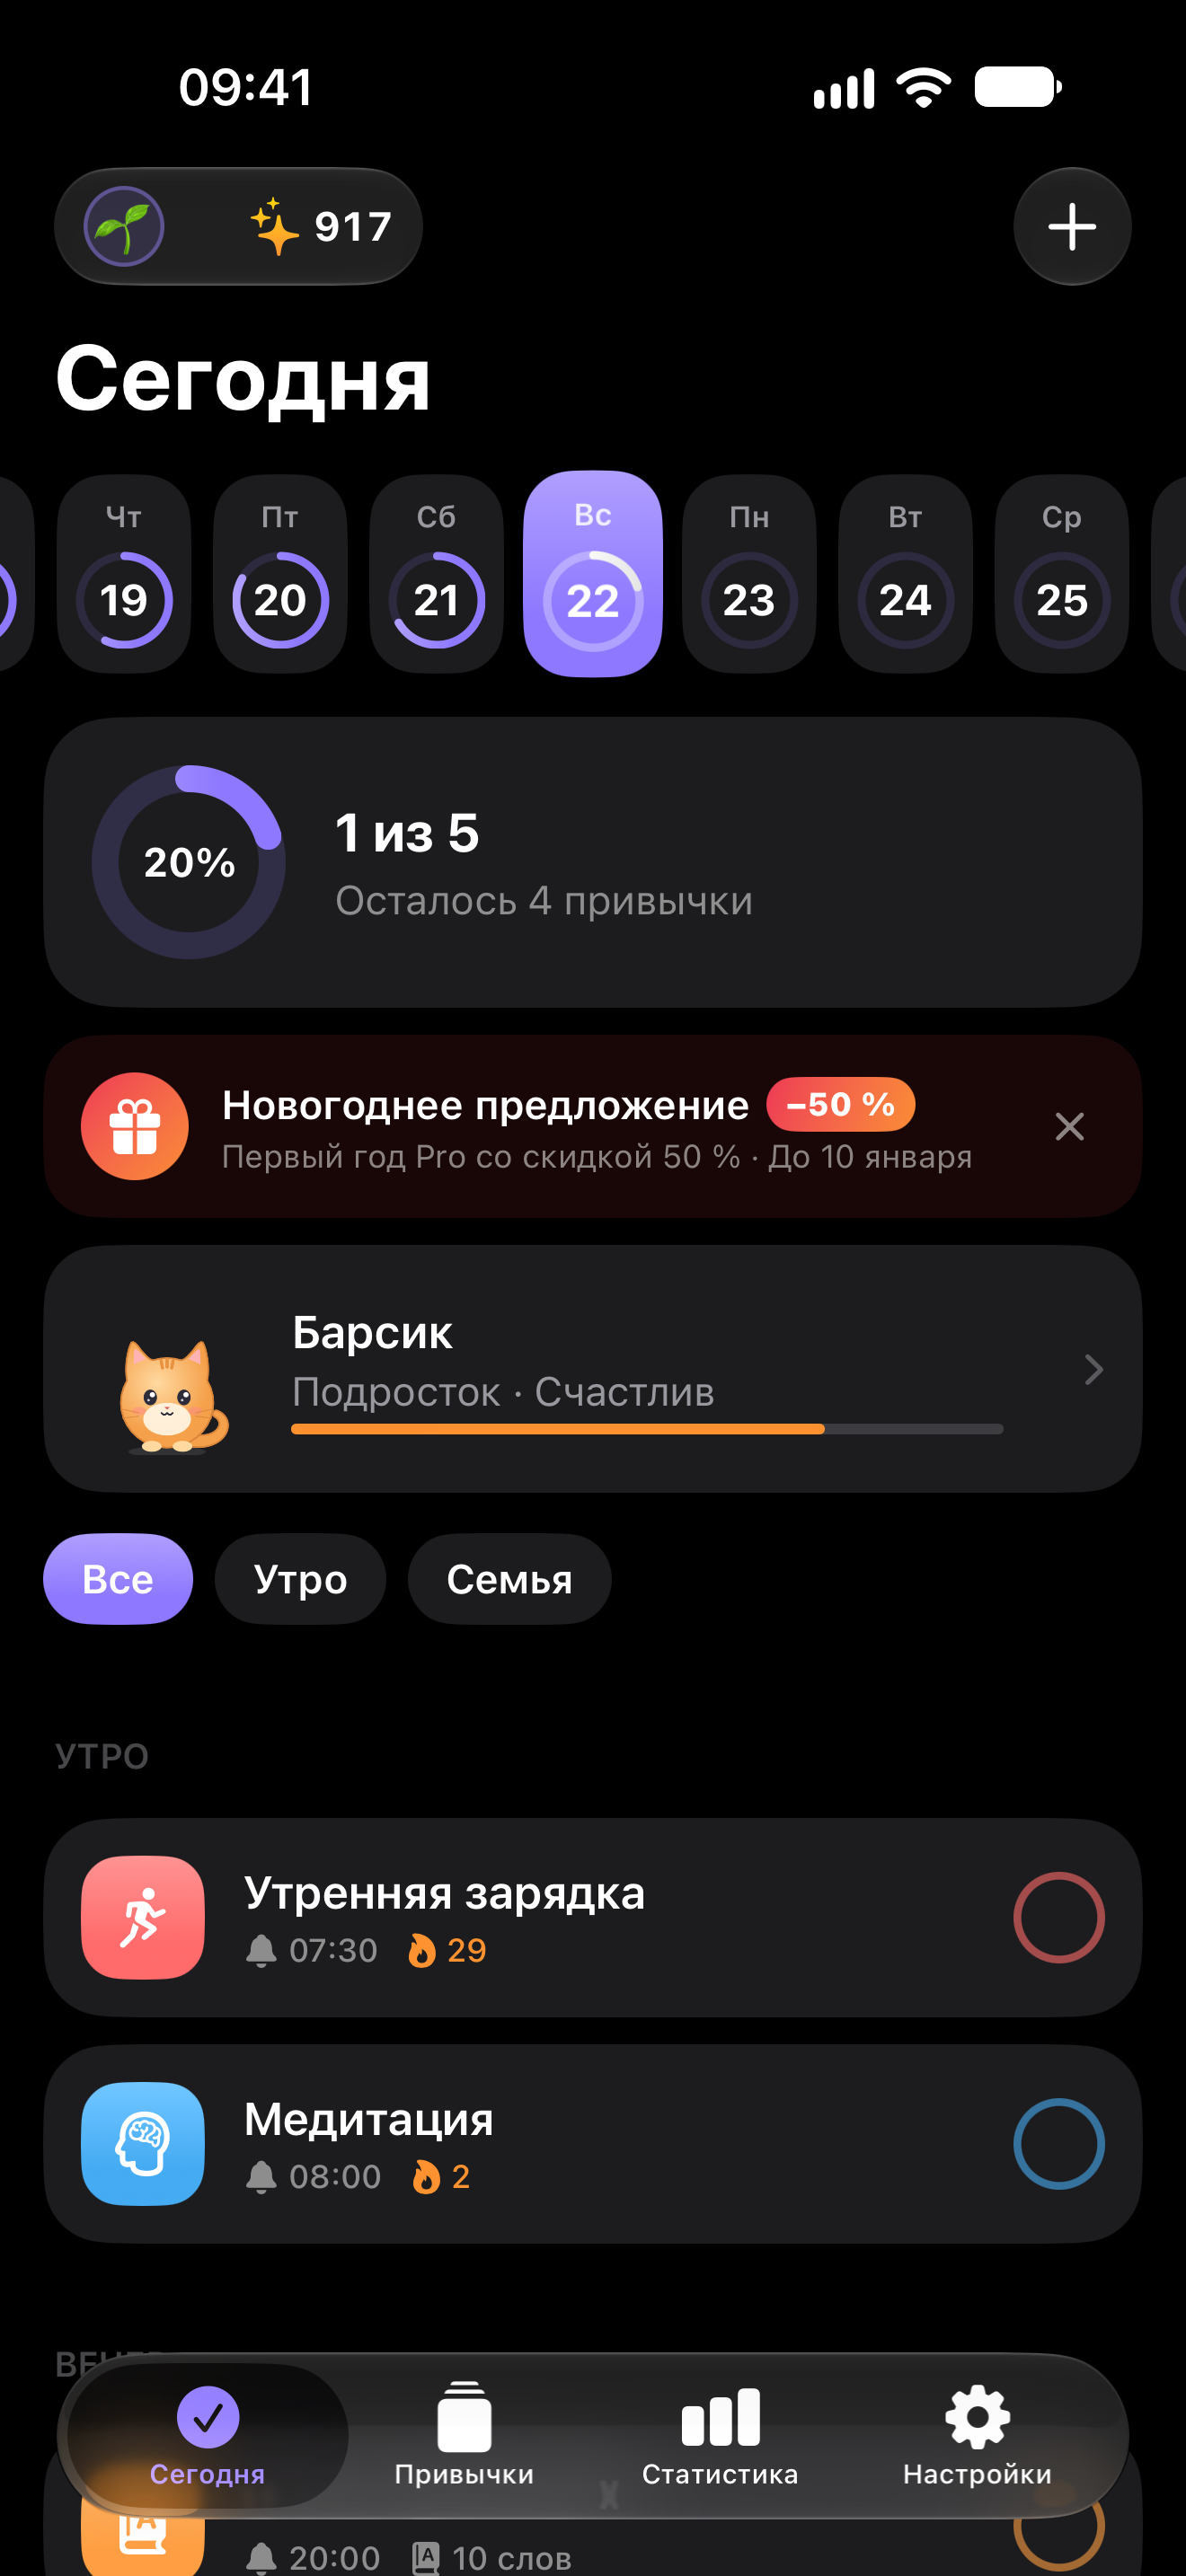 09:41
917
Сегодня
Чт Пт Сб Вс Пн Вт Ср
19 20 21 22 23 24 25
20%
1 из 5
Осталось 4 привычки
Новогоднее предложение −50 %
Первый год Pro со скидкой 50 % · До 10 января
Барсик
Подросток · Счастлив
Все Утро Семья
УТРО
Утренняя зарядка
07:30 29
Медитация
08:00 2
Сегодня Привычки Статистика Настройки
20:00 10 слов